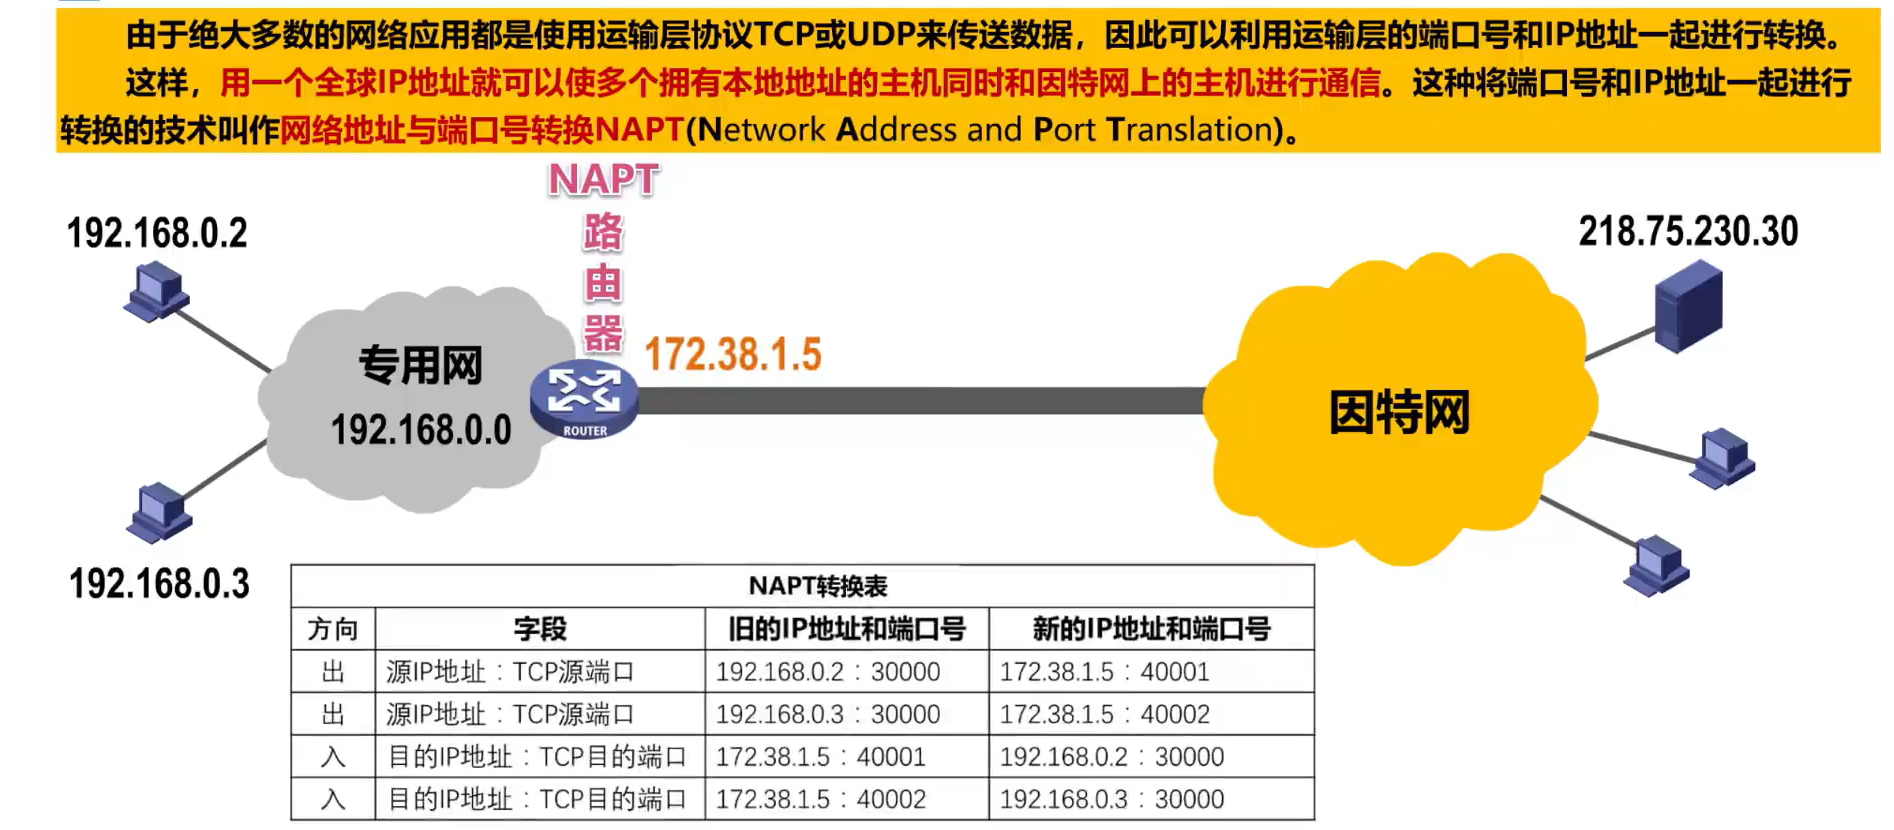 由于绝大多数的网络应用都是使用运输层协议TCP或UDP来传送数据，因此可以利用运输层的端口号和IP地址一起进行转换。
这样，用一个全球IP地址就可以使多个拥有本地地址的主机同时和因特网上的主机进行通信。这种将端口号和IP地址一起进行
转换的技术叫作网络地址与端口号转换NAPT(Network Address and Port Translation)。
NAPT
路
由
器
192.168.0.2
218.75.230.30
172.38.1.5
专用网
192.168.0.0
ROUTER
因特网
192.168.0.3
NAPT转换表
方向 字段 旧的IP地址和端口号 新的IP地址和端口号
出 源IP地址：TCP源端口 192.168.0.2：30000 172.38.1.5：40001
出 源IP地址：TCP源端口 192.168.0.3：30000 172.38.1.5：40002
入 目的IP地址：TCP目的端口 172.38.1.5：40001 192.168.0.2：30000
入 目的IP地址：TCP目的端口 172.38.1.5：40002 192.168.0.3：30000